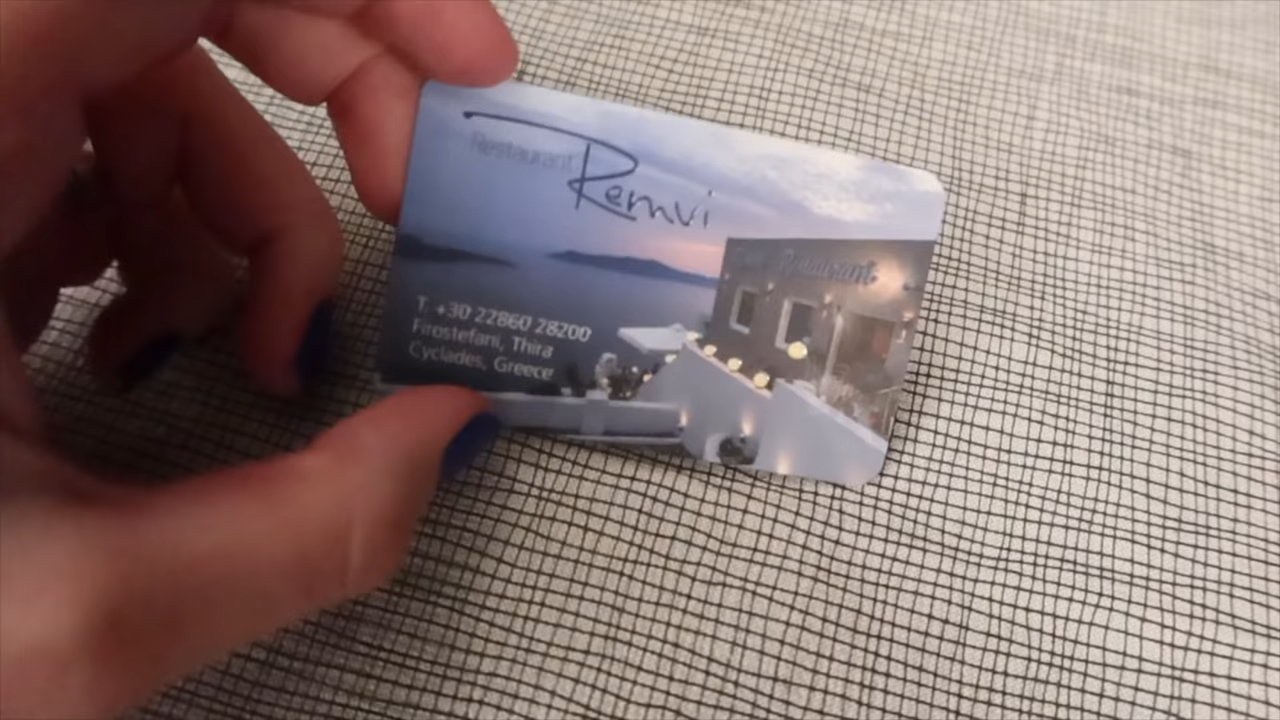 Restaurant
Remvi
Restaurant
T. +30 22860 28200
Firostefani, Thira
Cyclades, Greece